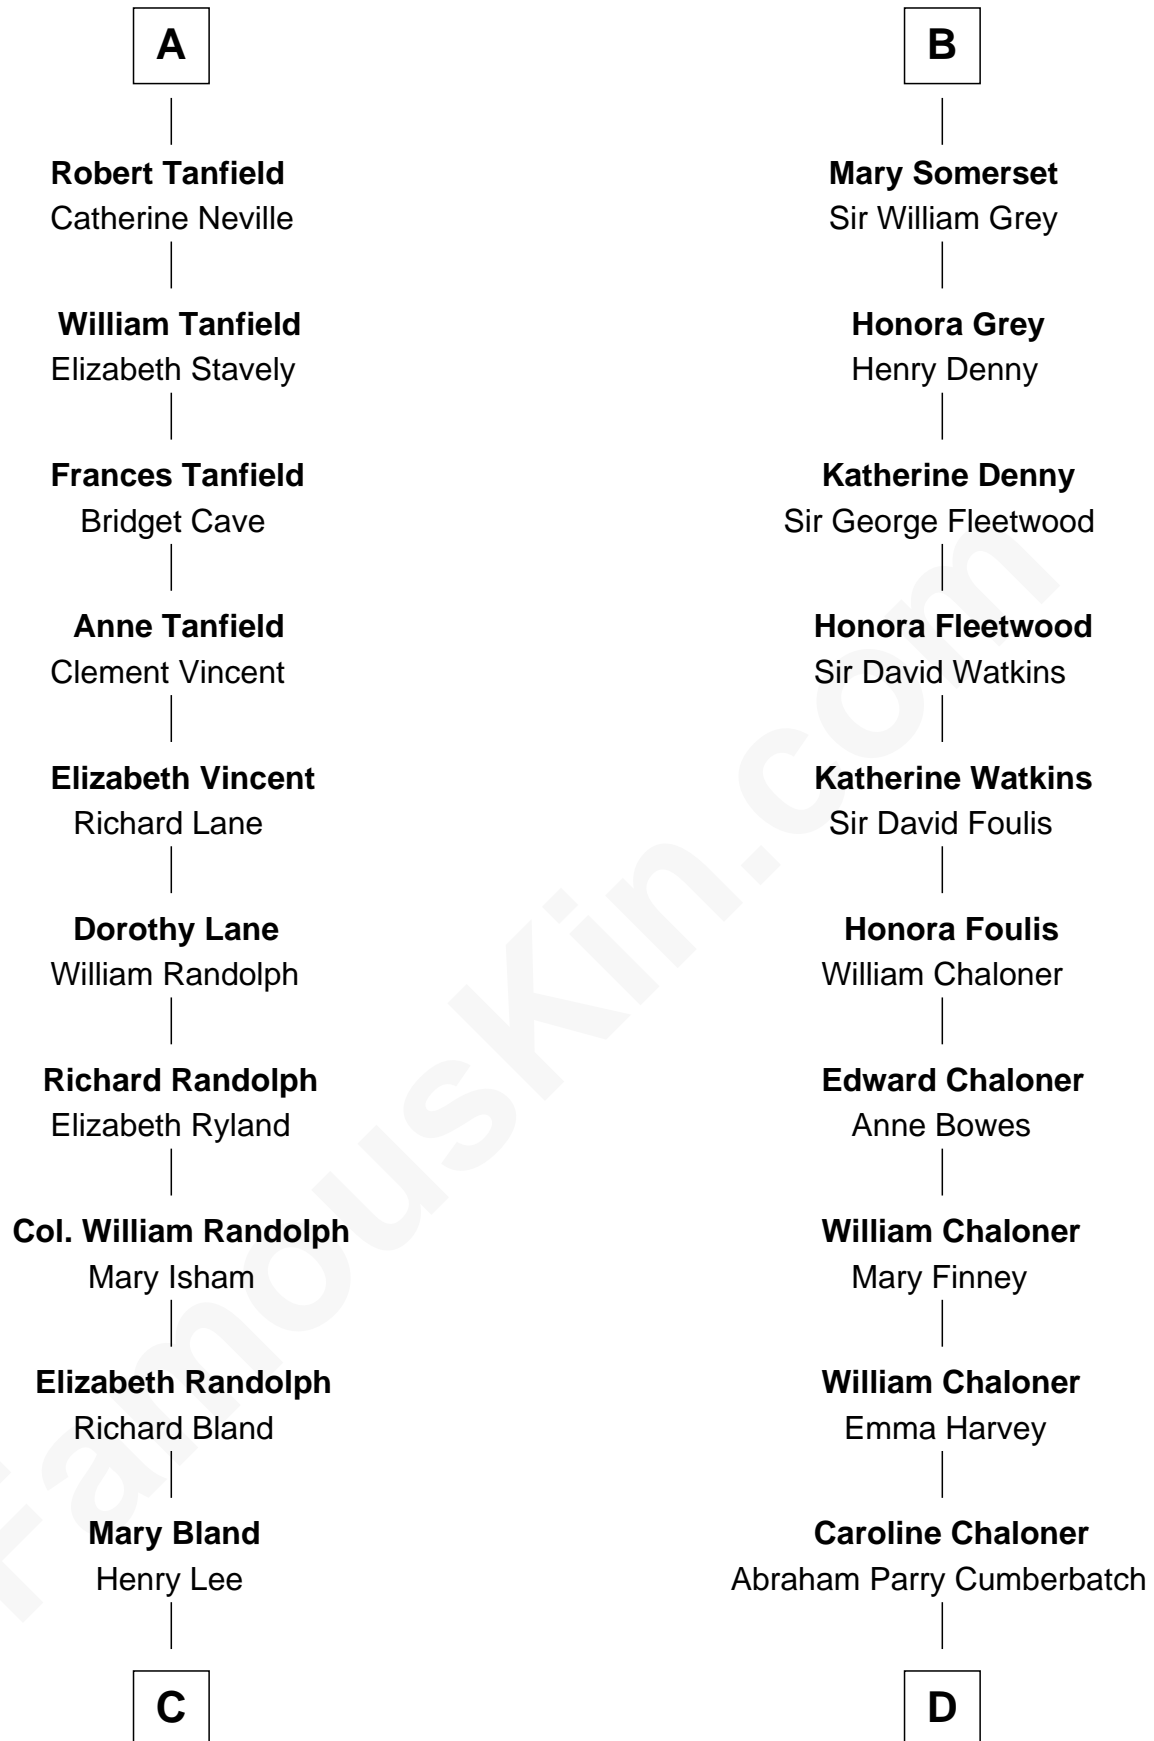 A
Robert Tanfield
Catherine Neville
William Tanfield
Elizabeth Stavely
Frances Tanfield
Bridget Cave
Anne Tanfield
Clement Vincent
Elizabeth Vincent
Richard Lane
Dorothy Lane
William Randolph
Richard Randolph
Elizabeth Ryland
Col. William Randolph
Mary Isham
Elizabeth Randolph
Richard Bland
Mary Bland
Henry Lee
C
B
Mary Somerset
Sir William Grey
Honora Grey
Henry Denny
Katherine Denny
Sir George Fleetwood
Honora Fleetwood
Sir David Watkins
Katherine Watkins
Sir David Foulis
Honora Foulis
William Chaloner
Edward Chaloner
Anne Bowes
William Chaloner
Mary Finney
William Chaloner
Emma Harvey
Caroline Chaloner
Abraham Parry Cumberbatch
D
FamousKin.com